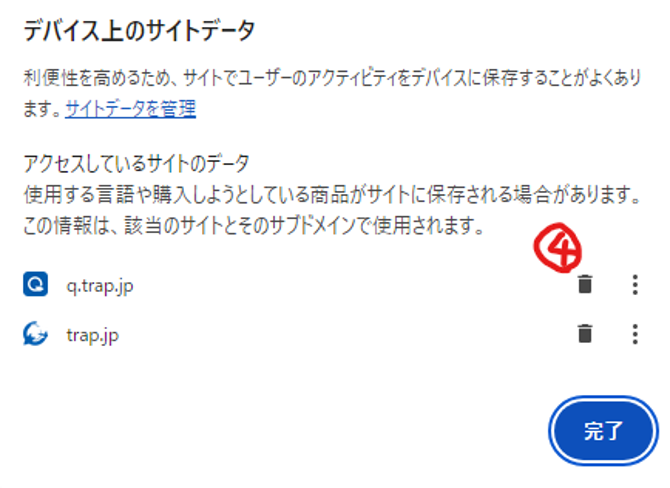 デバイス上のサイトデータ
利便性を高めるため、サイトでユーザーのアクティビティをデバイスに保存することがよくあり
ます。サイトデータを管理
アクセスしているサイトのデータ
使用する言語や購入しようとしている商品がサイトに保存される場合があります。
この情報は、該当のサイトとそのサブドメインで使用されます。
④
q.trap.jp
trap.jp
完了